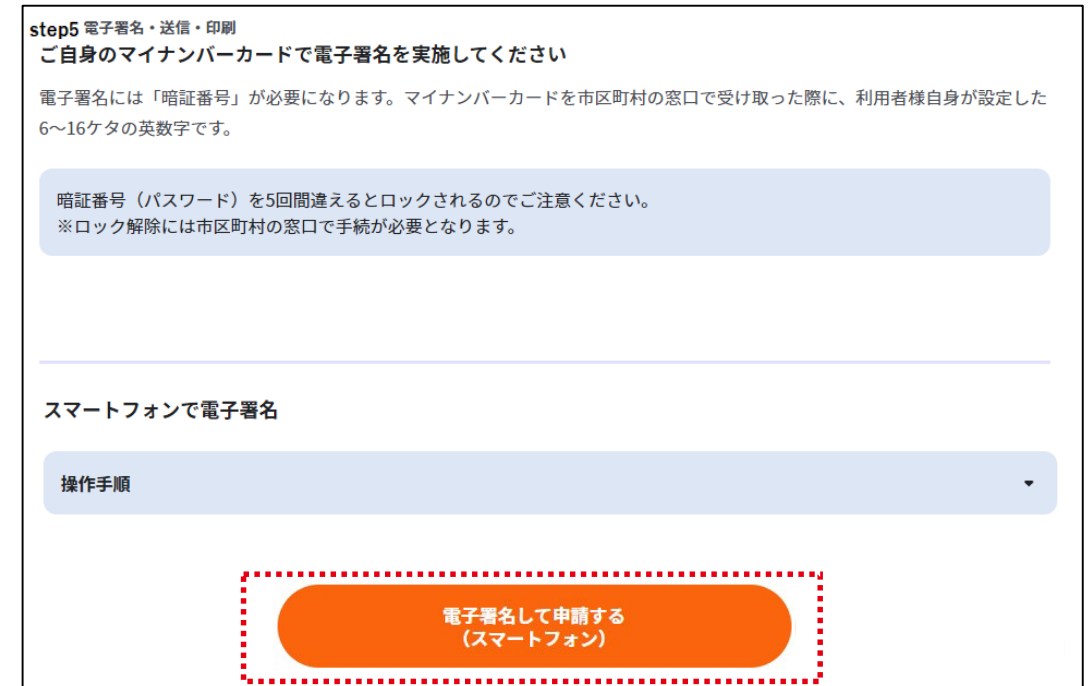 step5 電子署名・送信・印刷
ご自身のマイナンバーカードで電子署名を実施してください
電子署名には「暗証番号」が必要になります。マイナンバーカードを市区町村の窓口で受け取った際に、利用者様自身が設定した
6～16ケタの英数字です。
暗証番号（パスワード）を5回間違えるとロックされるのでご注意ください。
※ロック解除には市区町村の窓口で手続が必要となります。
スマートフォンで電子署名
操作手順
電子署名して申請する
（スマートフォン）